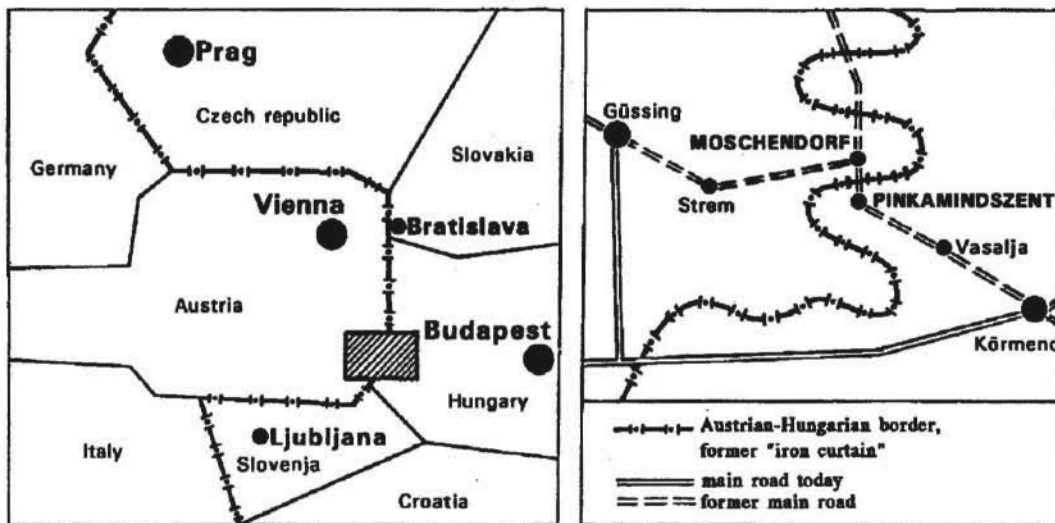 Prag
Czech republic
Germany
Slovakia
Vienna
Bratislava
Austria
Budapest
Hungary
Italy
Ljubljana
Slovenja
Croatia
Güssing
MOSCHENDORF
Strem
PINKAMINDSZENT
Vasalja
Körmend
Austrian-Hungarian border,
former "iron curtain"
main road today
former main road